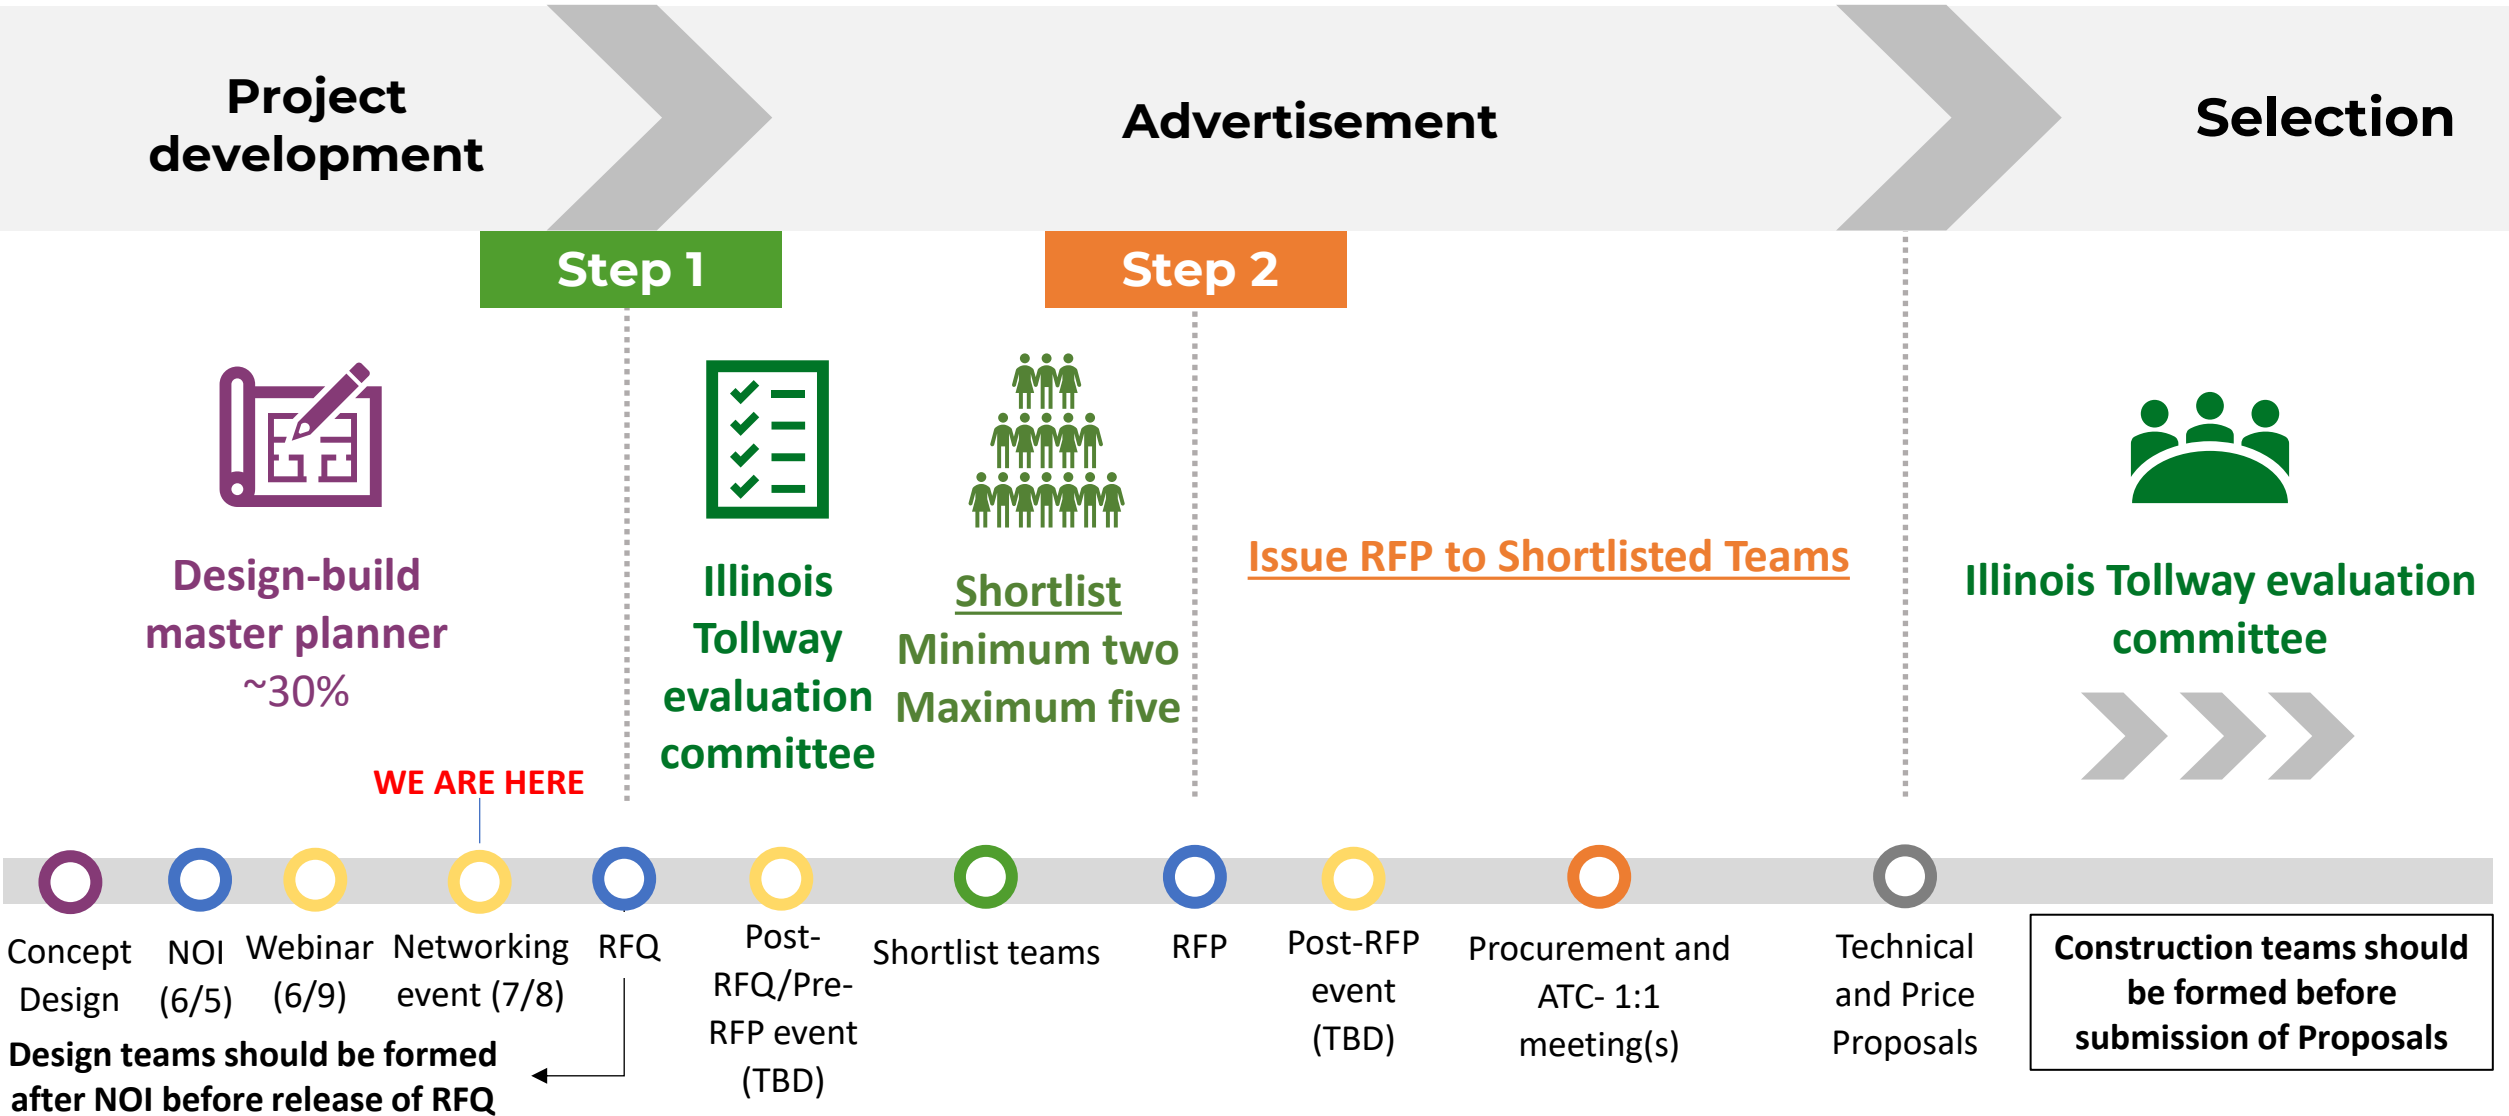 Project
development
Advertisement
Selection
Step 1
Step 2
Design-build
master planner
~30%
Illinois
Tollway
evaluation
committee
Shortlist
Minimum two
Maximum five
Issue RFP to Shortlisted Teams
Illinois Tollway evaluation
committee
WE ARE HERE
Concept
Design
NOI
(6/5)
Webinar
(6/9)
Networking
event (7/8)
RFQ
Post-
RFQ/Pre-
RFP event
(TBD)
Shortlist teams
RFP
Post-RFP
event
(TBD)
Procurement and
ATC- 1:1
meeting(s)
Technical
and Price
Proposals
Construction teams should
be formed before
submission of Proposals
Design teams should be formed
after NOI before release of RFQ